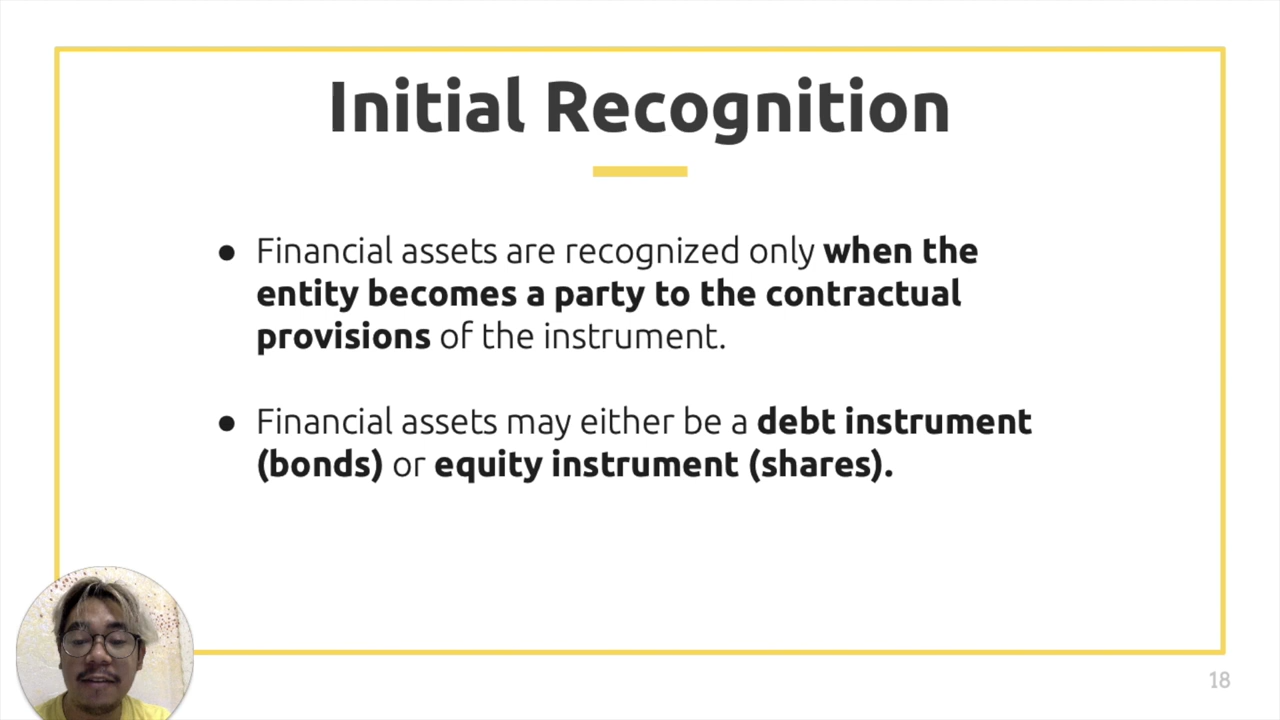 Initial Recognition
● Financial assets are recognized only when the
entity becomes a party to the contractual
provisions of the instrument.
● Financial assets may either be a debt instrument
(bonds) or equity instrument (shares).
18